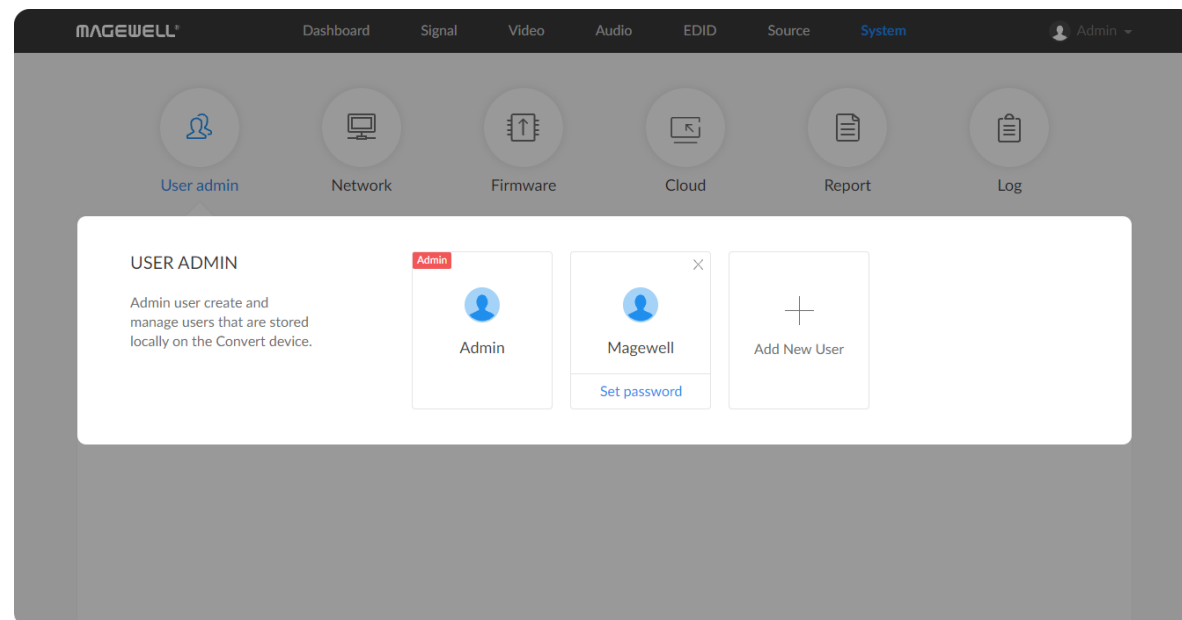 MAGEWELL®
Dashboard Signal Video Audio EDID Source System Admin
User admin Network Firmware Cloud Report Log
USER ADMIN
Admin user create and
manage users that are stored
locally on the Convert device.
Admin
Admin
Magewell
Set password
Add New User